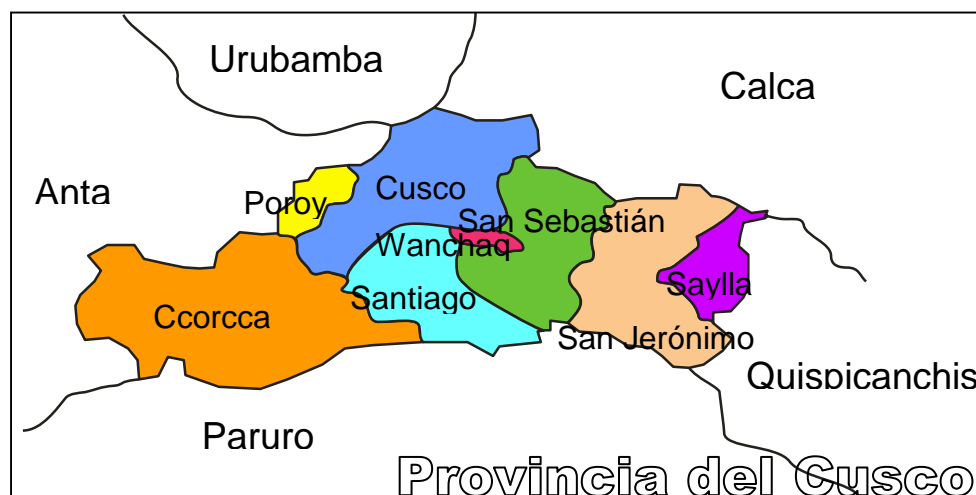 Urubamba
Calca
Anta
Poroy
Cusco
San Sebastián
Wanchaq
Saylla
Santiago
Ccorcca
San Jerónimo
Quispicanchis
Paruro
Provincia del Cusco